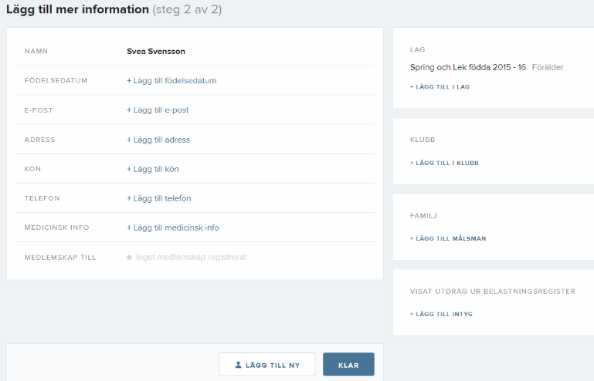 Lägg till mer information (steg 2 av 2)
NAMN Svea Svensson
FÖDELSEDATUM + Lägg till födelsedatum
E-POST + Lägg till e-post
ADRESS + Lägg till adress
KÖN + Lägg till kön
TELEFON + Lägg till telefon
MEDICINSK INFO + Lägg till medicinsk info
MEDLEMSKAP TILL Inget medlemskap registrerat
LÄGG TILL NY KLAR
LAG
Spring och Lek födda 2015 - 16 Förälder
+ LÄGG TILL I LAG
KLUBB
+ LÄGG TILL I KLUBB
FAMILJ
+ LÄGG TILL MÅLSMAN
VISAT UTDRAG UR BELASTNINGSREGISTER
+ LÄGG TILL INTYG